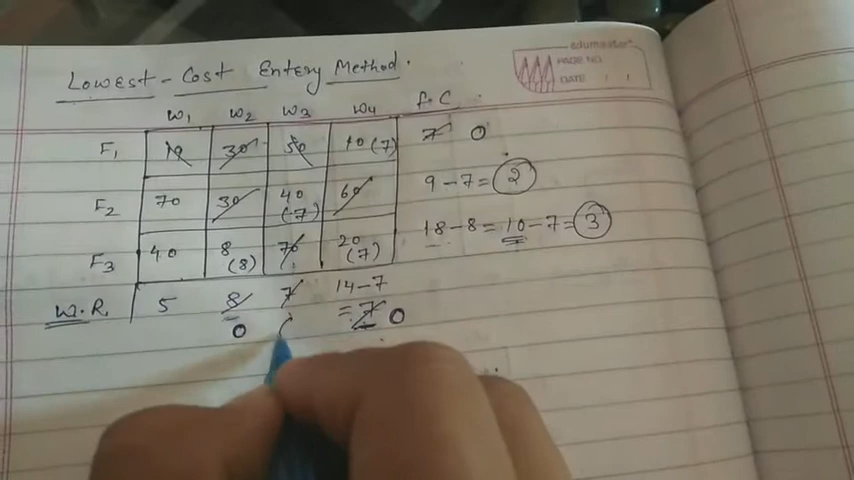 Lowest - Cost Entery Method.
edumaster
PAGE NO
DATE / /
W1 W2 W3 W4 f.C
F1 19 30 50 10 (7) 7 0
F2 70 30 40 (7) 60 9-7= 2
F3 40 8 (8) 70 20 (7) 18-8=10-7= 3
W.R. 5 8 7 14-7
0 =7 0